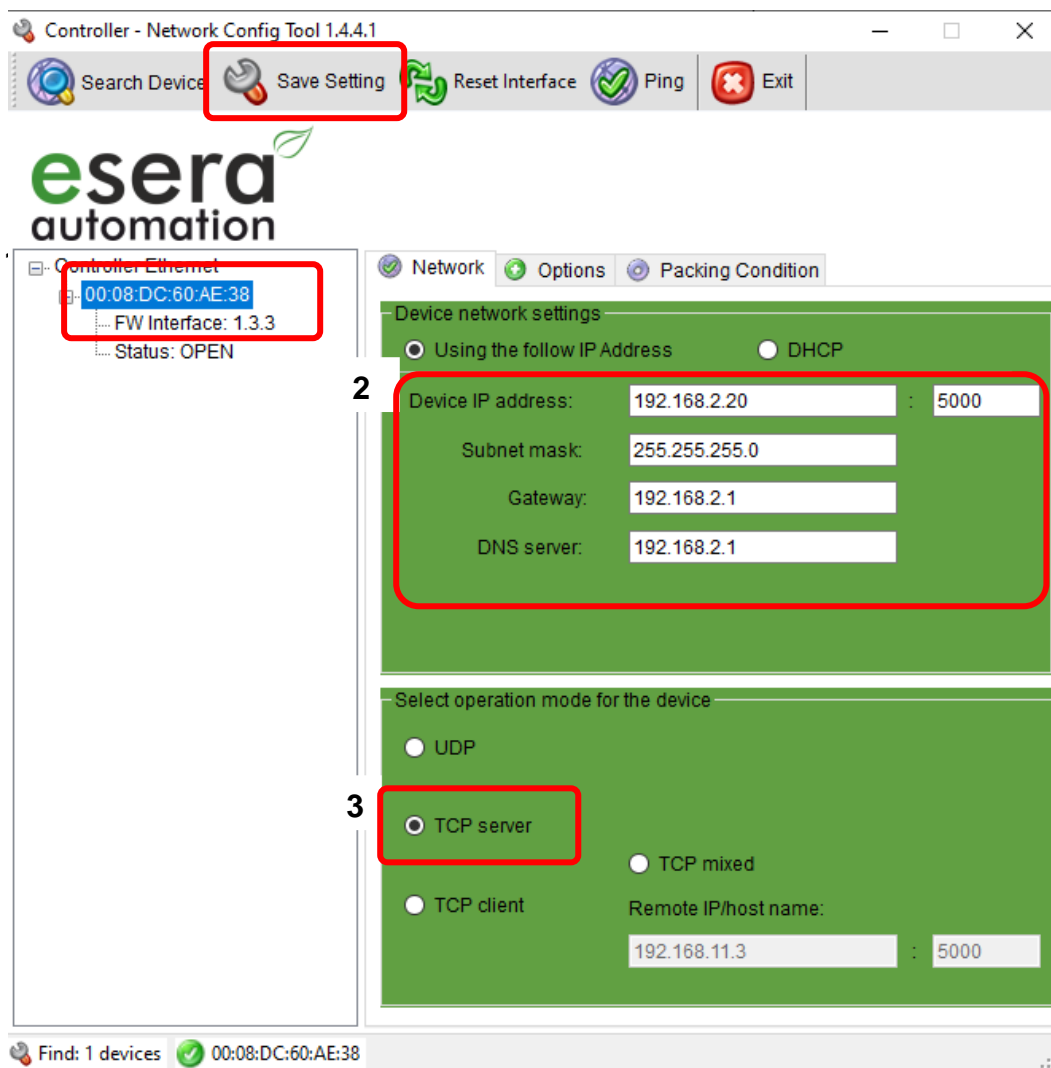 Controller - Network Config Tool 1.4.4.1
Search Device Save Setting Reset Interface Ping Exit
esera
automation
Controller Ethernet
00:08:DC:60:AE:38
FW Interface: 1.3.3
Status: OPEN
Network Options Packing Condition
Device network settings
Using the follow IP Address DHCP
2
Device IP address: 192.168.2.20 : 5000
Subnet mask: 255.255.255.0
Gateway: 192.168.2.1
DNS server: 192.168.2.1
Select operation mode for the device
UDP
3
TCP server
TCP mixed
TCP client Remote IP/host name:
192.168.11.3 : 5000
Find: 1 devices 00:08:DC:60:AE:38